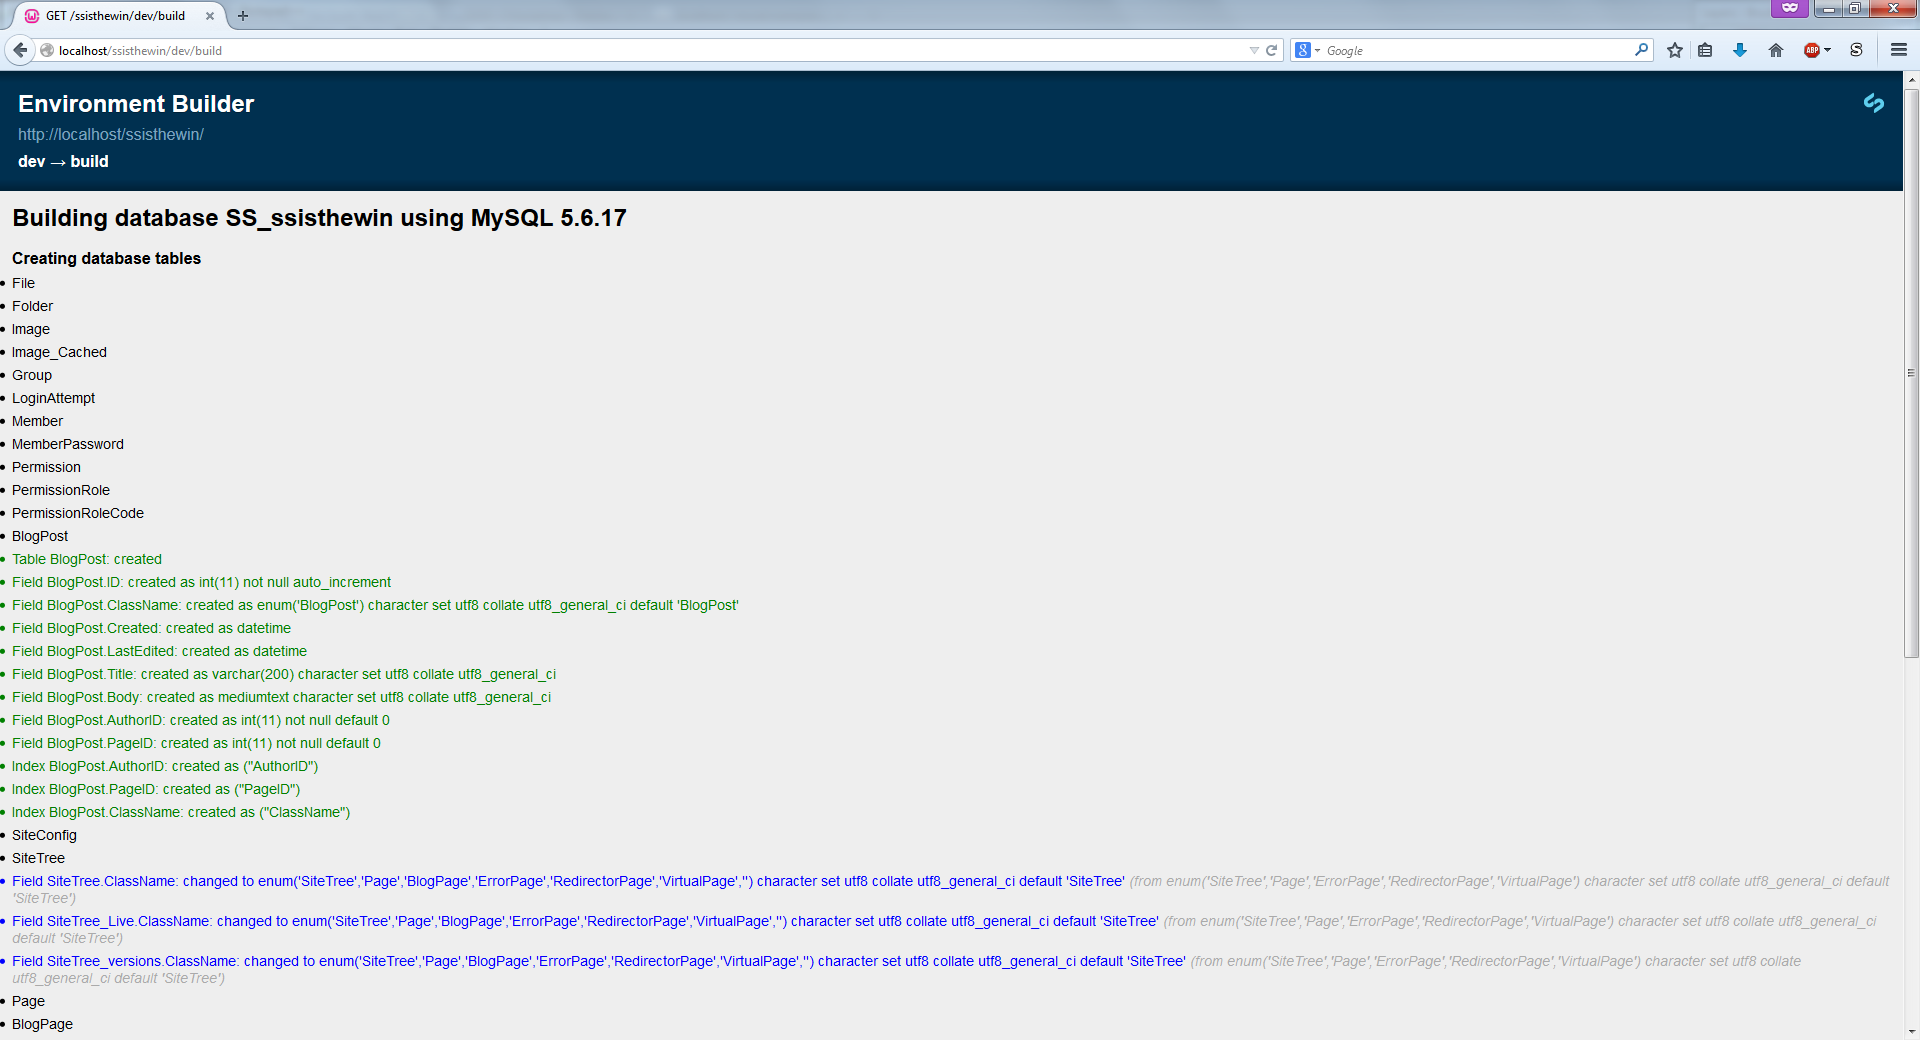 GET /ssisthewin/dev/build
localhost/ssisthewin/dev/build
Google
Environment Builder
http://localhost/ssisthewin/
dev → build
Building database SS_ssisthewin using MySQL 5.6.17
Creating database tables
File
Folder
Image
Image_Cached
Group
LoginAttempt
Member
MemberPassword
Permission
PermissionRole
PermissionRoleCode
BlogPost
Table BlogPost: created
Field BlogPost.ID: created as int(11) not null auto_increment
Field BlogPost.ClassName: created as enum('BlogPost') character set utf8 collate utf8_general_ci default 'BlogPost'
Field BlogPost.Created: created as datetime
Field BlogPost.LastEdited: created as datetime
Field BlogPost.Title: created as varchar(200) character set utf8 collate utf8_general_ci
Field BlogPost.Body: created as mediumtext character set utf8 collate utf8_general_ci
Field BlogPost.AuthorID: created as int(11) not null default 0
Field BlogPost.PageID: created as int(11) not null default 0
Index BlogPost.AuthorID: created as ("AuthorID")
Index BlogPost.PageID: created as ("PageID")
Index BlogPost.ClassName: created as ("ClassName")
SiteConfig
SiteTree
Field SiteTree.ClassName: changed to enum('SiteTree','Page','BlogPage','ErrorPage','RedirectorPage','VirtualPage','') character set utf8 collate utf8_general_ci default 'SiteTree' (from enum('SiteTree','Page','ErrorPage','RedirectorPage','VirtualPage') character set utf8 collate utf8_general_ci default
'SiteTree')
Field SiteTree_Live.ClassName: changed to enum('SiteTree','Page','BlogPage','ErrorPage','RedirectorPage','VirtualPage','') character set utf8 collate utf8_general_ci default 'SiteTree' (from enum('SiteTree','Page','ErrorPage','RedirectorPage','VirtualPage') character set utf8 collate utf8_general_ci
default 'SiteTree')
Field SiteTree_versions.ClassName: changed to enum('SiteTree','Page','BlogPage','ErrorPage','RedirectorPage','VirtualPage','') character set utf8 collate utf8_general_ci default 'SiteTree' (from enum('SiteTree','Page','ErrorPage','RedirectorPage','VirtualPage') character set utf8 collate
utf8_general_ci default 'SiteTree')
Page
BlogPage